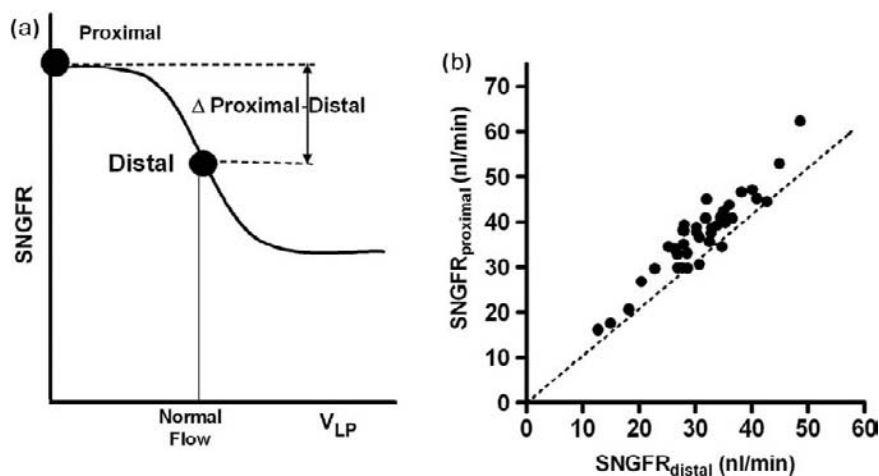 (a)
Proximal
Δ Proximal-Distal
Distal
SNGFR
Normal
Flow
V_LP
(b)
70
60
50
40
30
20
10
0
SNGFR_proximal (nl/min)
0 10 20 30 40 50 60
SNGFR_distal (nl/min)